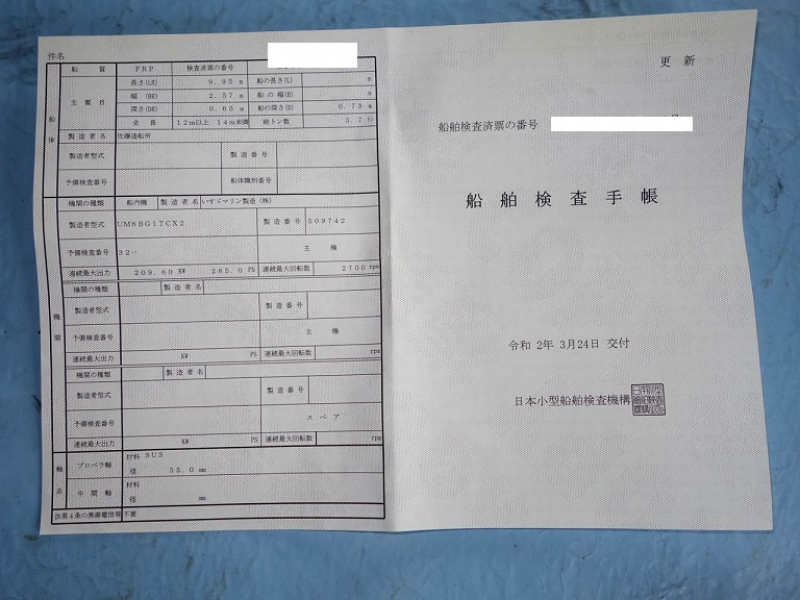 件名
船質 FRP 検査済票の番号
船体
主要目
長さ(LR) 9.95 m 船の長さ(L) m
幅 (BR) 2.57 m 船の幅(B) m
深さ(DR) 0.65 m 船の深さ(D) 0.73 m
全長 12m以上 14m未満 総トン数 3.7 トン
製造者名 佐藤造船所
製造者型式 製造番号
予備検査番号 船体識別番号
機関
機関の種類 船内機 製造者名 いすゞマリン製造(株)
製造者型式 UM6BG1TCX2 製造番号 509742
予備検査番号 32- 主機
連続最大出力 209.60 KW 285.0 PS 連続最大回転数 2700 rpm
機関の種類 製造者名
製造者型式 製造番号
予備検査番号 主機
連続最大出力 KW PS 連続最大回転数 rpm
機関の種類 製造者名
製造者型式 製造番号
予備検査番号 スペア
連続最大出力 KW PS 連続最大回転数 rpm
軸系
プロペラ軸 材料 SUS
径 55.0 mm
中間軸 材料
径 mm
法第4条の無線電信等 不要
更新
船舶検査済票の番号
船舶検査手帳
令和 2年 3月24日 交付
日本小型船舶検査機構